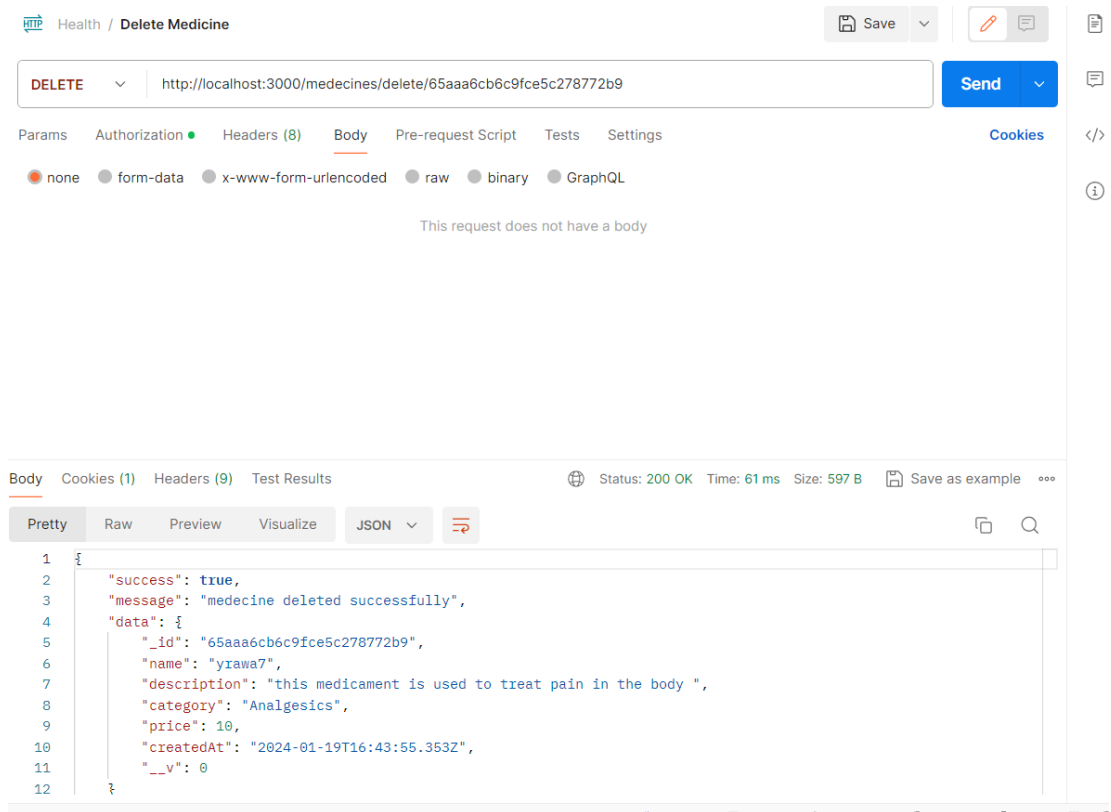 HTTP Health / Delete Medicine Save
DELETE http://localhost:3000/medecines/delete/65aaa6cb6c9fce5c278772b9 Send
Params Authorization Headers (8) Body Pre-request Script Tests Settings Cookies
none form-data x-www-form-urlencoded raw binary GraphQL
This request does not have a body
Body Cookies (1) Headers (9) Test Results Status: 200 OK Time: 61 ms Size: 597 B Save as example
Pretty Raw Preview Visualize JSON
1 {
2 "success": true,
3 "message": "medecine deleted successfully",
4 "data": {
5 "_id": "65aaa6cb6c9fce5c278772b9",
6 "name": "yrawa7",
7 "description": "this medicament is used to treat pain in the body ",
8 "category": "Analgesics",
9 "price": 10,
10 "createdAt": "2024-01-19T16:43:55.353Z",
11 "__v": 0
12 }